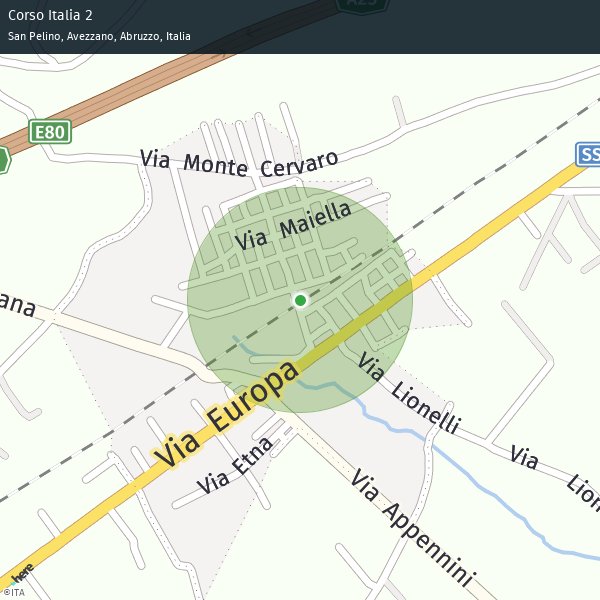 Corso Italia 2
San Pelino, Avezzano, Abruzzo, Italia
A25
E80
SS
Via Monte Cervaro
Via Maiella
ana
Via Europa
Via Lionelli
Via Etna
Via Lion
Via Appennini
here
©ITA